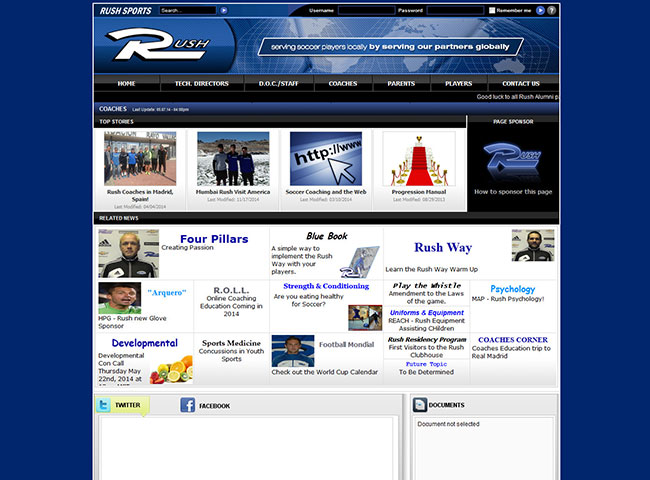 RUSH SPORTS
Search...
Username
Password
Remember me
?
RUSH
serving soccer players locally by serving our partners globally
HOME
TECH. DIRECTORS
D.O.C./STAFF
COACHES
PARENTS
PLAYERS
CONTACT US
Good luck to all Rush Alumni p
COACHES
TOP STORIES
PAGE SPONSOR
http://www
Rush Coaches in Madrid,
Spain!
Last Modified: 04/04/2014
Mumbai Rush Visit America
Last Modified: 11/17/2014
Soccer Coaching and the Web
Last Modified: 03/18/2014
Progression Manual
Last Modified: 08/29/2013
RUSH
How to sponsor this page
RELATED NEWS
Four Pillars
Creating Passion
Blue Book
A simple way to
implement the Rush
Way with your
players.
Rush Way
Learn the Rush Way Warm Up
"Arquero"
HPG - Rush new Glove
Sponsor
R.O.L.L.
Online Coaching
Education Coming in
2014
Strength & Conditioning
Are you eating healthy
for Soccer?
Play the Whistle
Amendment to the Laws
of the game.
Uniforms & Equipment
REACH - Rush Equipment
Assisting CHildren
Psychology
MAP - Rush Psychology!
Developmental
Developmental
Con Call
Thursday May
22nd, 2014 at
Sports Medicine
Concussions in Youth
Sports
Football Mondial
Check out the World Cup Calendar
Rush Residency Program
First Visitors to the Rush
Clubhouse
Future Topic
To Be Determined
COACHES CORNER
Coaches Education trip to
Real Madrid
TWITTER
FACEBOOK
DOCUMENTS
Document not selected